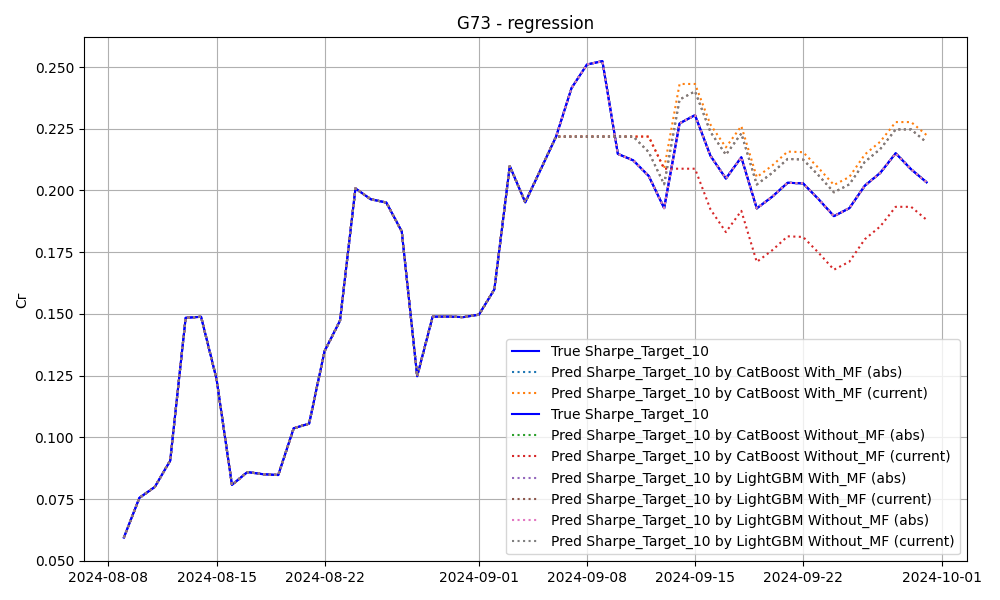 G73 - regression
0.250
0.225
0.200
0.175
0.150
0.125
0.100
0.075
0.050
Cr
True Sharpe_Target_10
Pred Sharpe_Target_10 by CatBoost With_MF (abs)
Pred Sharpe_Target_10 by CatBoost With_MF (current)
True Sharpe_Target_10
Pred Sharpe_Target_10 by CatBoost Without_MF (abs)
Pred Sharpe_Target_10 by CatBoost Without_MF (current)
Pred Sharpe_Target_10 by LightGBM With_MF (abs)
Pred Sharpe_Target_10 by LightGBM With_MF (current)
Pred Sharpe_Target_10 by LightGBM Without_MF (abs)
Pred Sharpe_Target_10 by LightGBM Without_MF (current)
2024-08-08 2024-08-15 2024-08-22 2024-09-01 2024-09-08 2024-09-15 2024-09-22 2024-10-01